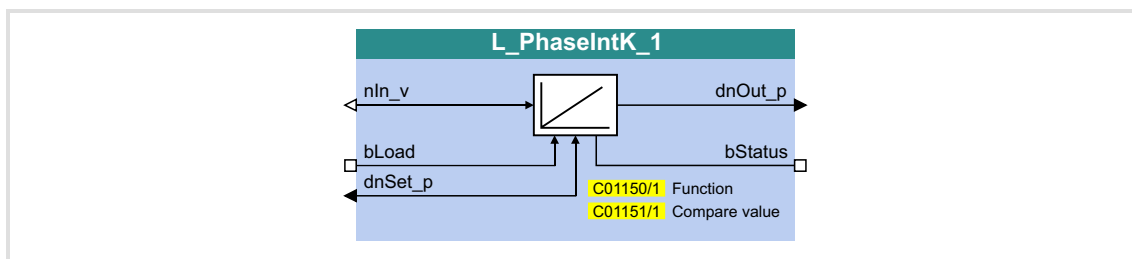 L_PhaseIntK_1
nIn_v
dnOut_p
bLoad
bStatus
dnSet_p
C01150/1 Function
C01151/1 Compare value